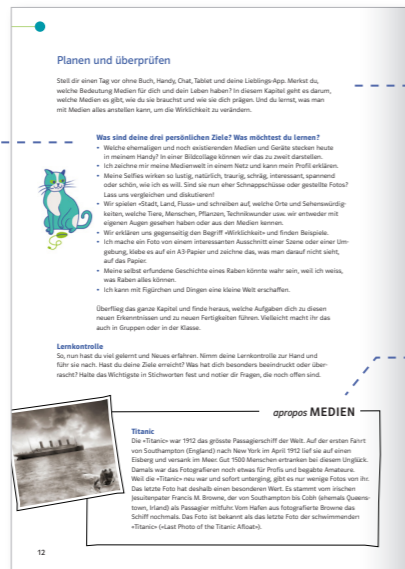 Planen und überprüfen
Stell dir einen Tag vor ohne Buch, Handy, Chat, Tablet und deine Lieblings-App. Merkst du,
welche Bedeutung Medien für dich und dein Leben haben? In diesem Kapitel geht es darum,
welche Medien es gibt, wie du sie brauchst und wie sie dich prägen. Und du lernst, was man
mit Medien alles anstellen kann, um die Wirklichkeit zu verändern.
Was sind deine drei persönlichen Ziele? Was möchtest du lernen?
• Welche ehemaligen und noch existierenden Medien und Geräte stecken heute
in meinem Handy? In einer Bildcollage können wir das zu zweit darstellen.
• Ich zeichne mir meine Medienwelt in einem Netz und kann mein Profil erklären.
• Meine Selfies wirken so lustig, natürlich, traurig, schräg, interessant, spannend
oder schön, wie ich es will. Sind sie nun eher Schnappschüsse oder gestellte Fotos?
Lass uns vergleichen und diskutieren!
• Wir spielen «Stadt, Land, Fluss» und schreiben auf, welche Orte und Sehenswürdig-
keiten, welche Tiere, Menschen, Pflanzen, Technikwunder usw. wir entweder mit
eigenen Augen gesehen haben oder aus den Medien kennen.
• Wir erklären uns gegenseitig den Begriff «Wirklichkeit» und finden Beispiele.
• Ich mache ein Foto von einem interessanten Ausschnitt einer Szene oder einer Um-
gebung, klebe es auf ein A3-Papier und zeichne das, was man darauf nicht sieht,
auf das Papier.
• Meine selbst erfundene Geschichte eines Raben könnte wahr sein, weil ich weiss,
was Raben alles können.
• Ich kann mit Figürchen und Dingen eine kleine Welt erschaffen.
Überflieg das ganze Kapitel und finde heraus, welche Aufgaben dich zu diesen
neuen Erkenntnissen und zu neuen Fertigkeiten führen. Vielleicht macht ihr das
auch in Gruppen oder in der Klasse.
Lernkontrolle
So, nun hast du viel gelernt und Neues erfahren. Nimm deine Lernkontrolle zur Hand und
führ sie nach. Hast du deine Ziele erreicht? Was hat dich besonders beeindruckt oder über-
rascht? Halte das Wichtigste in Stichworten fest und notier dir Fragen, die noch offen sind.
apropos MEDIEN
Titanic
Die «Titanic» war 1912 das grösste Passagierschiff der Welt. Auf der ersten Fahrt
von Southampton (England) nach New York im April 1912 lief sie auf einen
Eisberg und versank im Meer. Gut 1500 Menschen ertranken bei diesem Unglück.
Damals war das Fotografieren noch etwas für Profis und begabte Amateure.
Weil die «Titanic» neu war und sofort unterging, gibt es nur wenige Fotos von ihr.
Das letzte Foto hat deshalb einen besonderen Wert. Es stammt vom irischen
Jesuitenpater Francis M. Browne, der von Southampton bis Cobh (ehemals Queens-
town, Irland) als Passagier mitfuhr. Vom Hafen aus fotografierte Browne das
Schiff nochmals. Das Foto ist bekannt als das letzte Foto der schwimmenden
«Titanic» («Last Photo of the Titanic Afloat»).
12